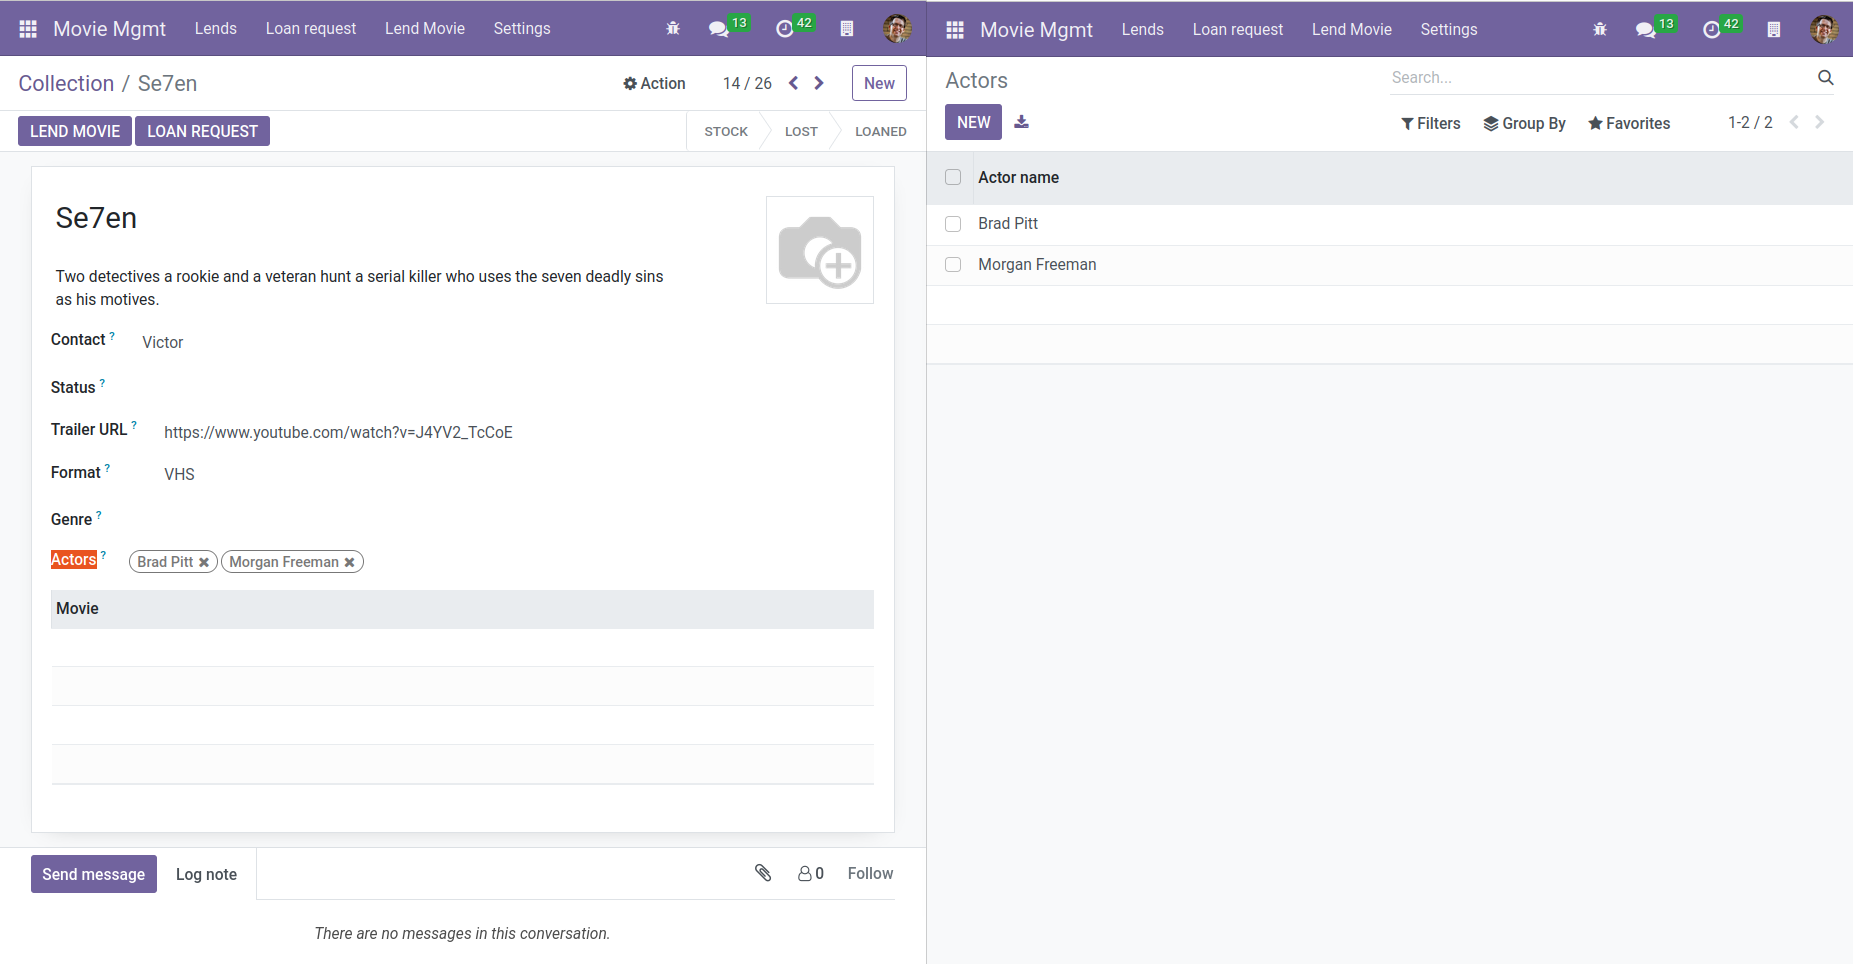 Movie Mgmt Lends Loan request Lend Movie Settings 13 42
Collection / Se7en Action 14 / 26 New
LEND MOVIE LOAN REQUEST STOCK LOST LOANED
Se7en
Two detectives a rookie and a veteran hunt a serial killer who uses the seven deadly sins
as his motives.
Contact ? Victor
Status ?
Trailer URL ? https://www.youtube.com/watch?v=J4YV2_TcCoE
Format ? VHS
Genre ?
Actors ? Brad Pitt Morgan Freeman
Movie
Send message Log note 0 Follow
There are no messages in this conversation.
Movie Mgmt Lends Loan request Lend Movie Settings 13 42
Actors Search...
NEW Filters Group By Favorites 1-2 / 2
Actor name
Brad Pitt
Morgan Freeman